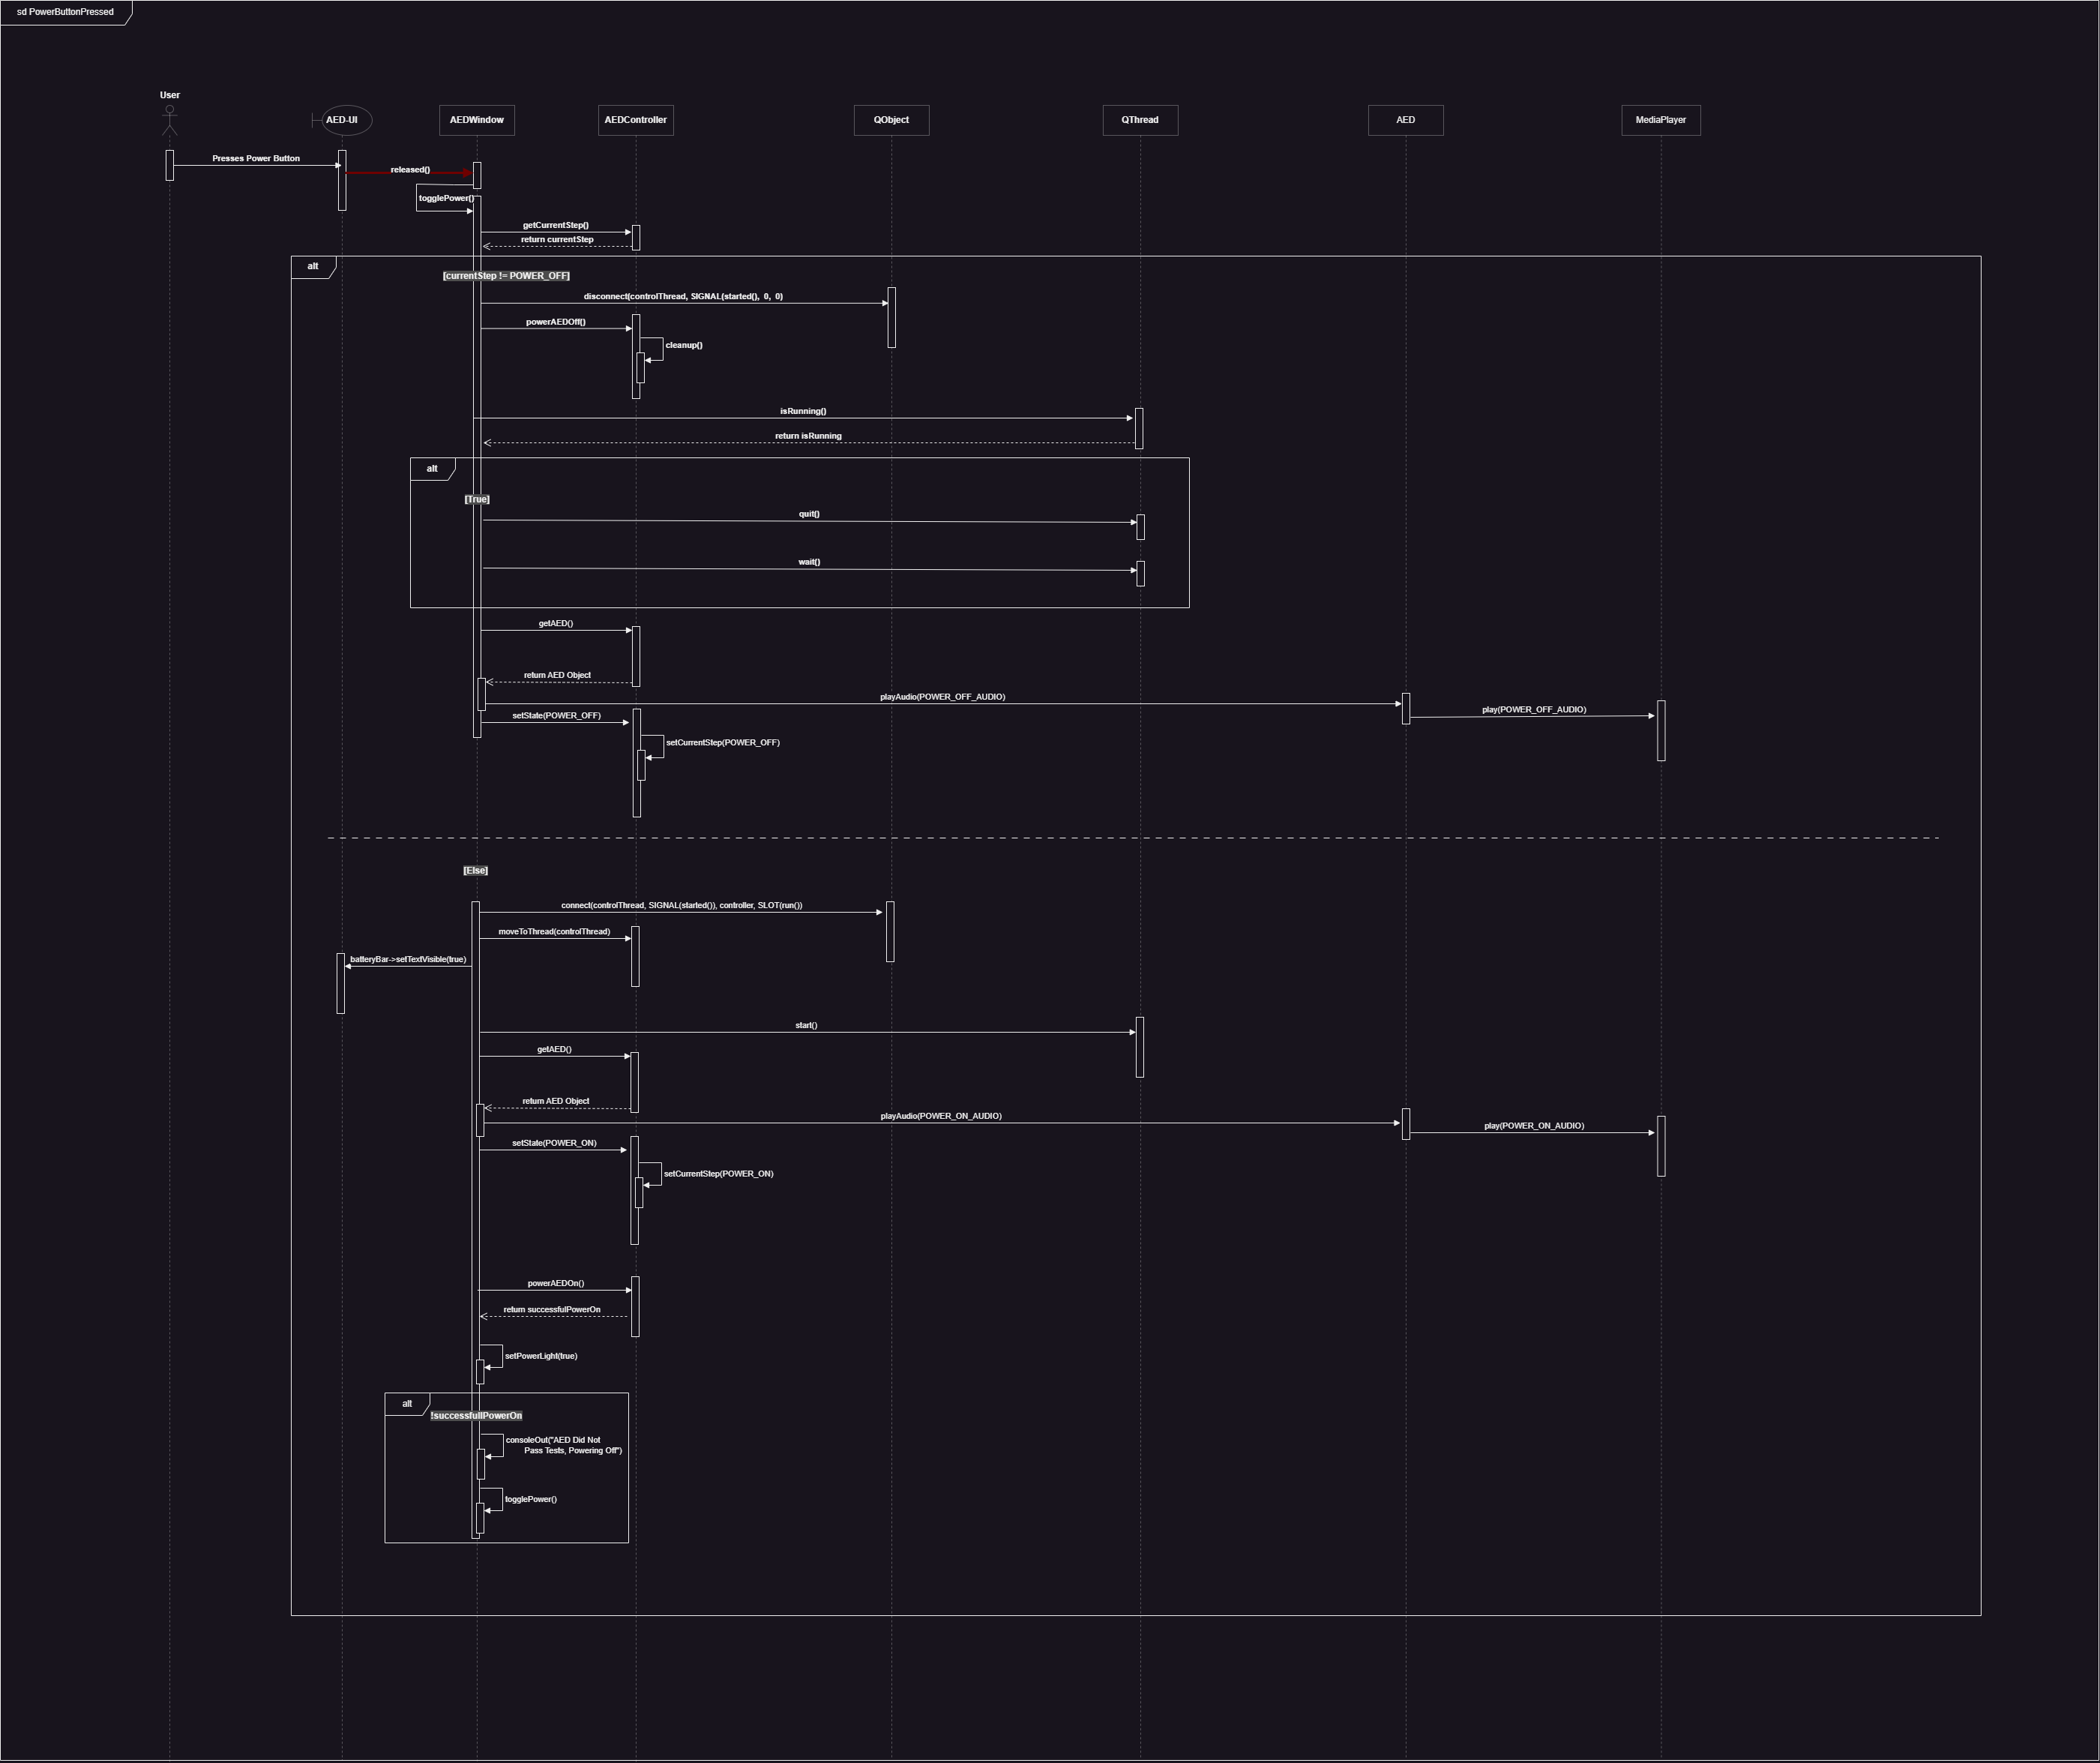 sd PowerButtonPressed
User
AED-UI
AEDWindow
AEDController
QObject
QThread
AED
MediaPlayer
Presses Power Button
released()
togglePower()
getCurrentStep()
return currentStep
alt
[currentStep != POWER_OFF]
disconnect(controlThread, SIGNAL(started(), 0, 0)
powerAEDOff()
cleanup()
isRunning()
return isRunning
alt
[True]
quit()
wait()
getAED()
return AED Object
playAudio(POWER_OFF_AUDIO)
play(POWER_OFF_AUDIO)
setState(POWER_OFF)
setCurrentStep(POWER_OFF)
[Else]
connect(controlThread, SIGNAL(started()), controller, SLOT(run())
moveToThread(controlThread)
batteryBar->setTextVisible(true)
start()
getAED()
return AED Object
playAudio(POWER_ON_AUDIO)
play(POWER_ON_AUDIO)
setState(POWER_ON)
setCurrentStep(POWER_ON)
powerAEDOn()
return successfulPowerOn
setPowerLight(true)
alt
!successfullPowerOn
consoleOut("AED Did Not
Pass Tests, Powering Off")
togglePower()